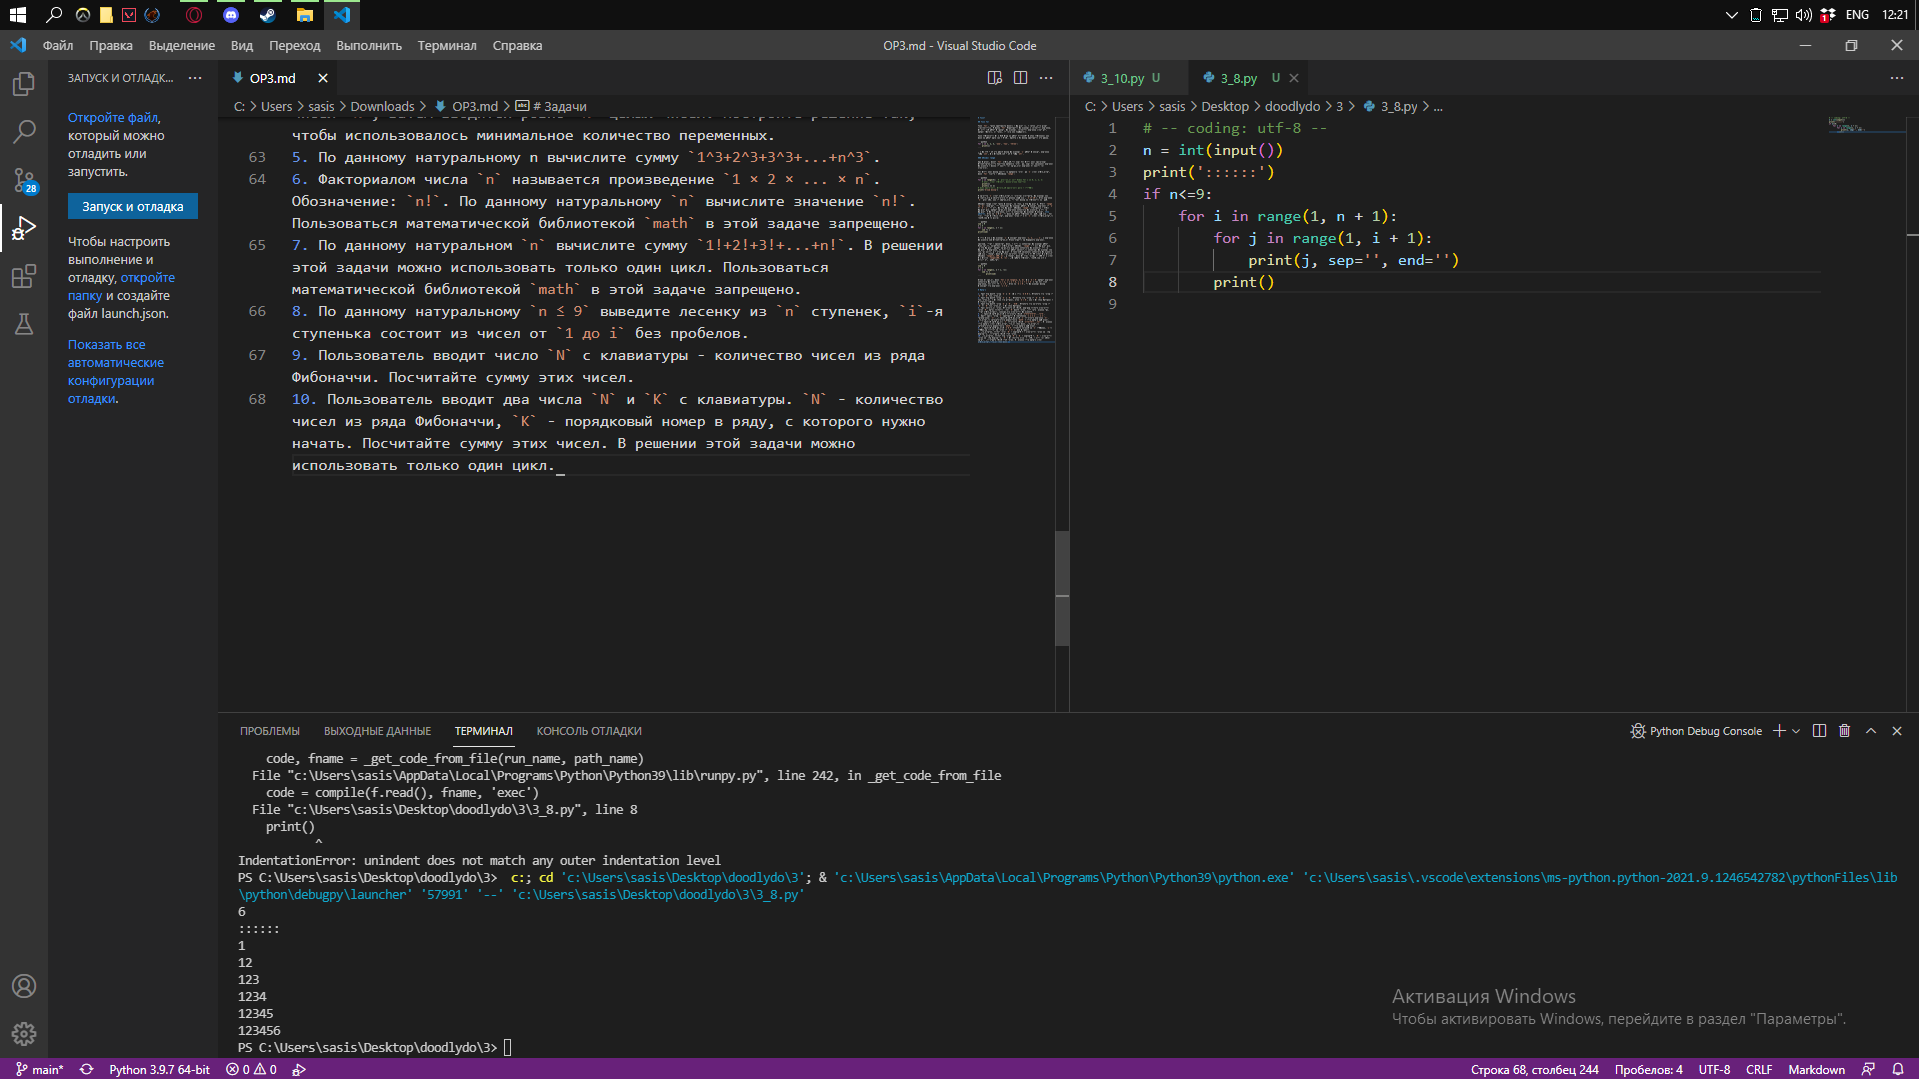 ENG 12:21
Файл Правка Выделение Вид Переход Выполнить Терминал Справка
OP3.md - Visual Studio Code
ЗАПУСК И ОТЛАДК... ···
Откройте файл,
который можно
отладить или
запустить.
28
Запуск и отладка
Чтобы настроить
выполнение и
отладку, откройте
папку и создайте
файл launch.json.
Показать все
автоматические
конфигурации
отладки.
OP3.md
C: > Users > sasis > Downloads > OP3.md > # Задачи
чтобы использовалось минимальное количество переменных.
63 5. По данному натуральному n вычислите сумму `1^3+2^3+3^3+...+n^3`.
64 6. Факториалом числа `n` называется произведение `1 × 2 × ... × n`.
Обозначение: `n!`. По данному натуральному `n` вычислите значение `n!`.
Пользоваться математической библиотекой `math` в этой задаче запрещено.
65 7. По данному натуральном `n` вычислите сумму `1!+2!+3!+...+n!`. В решении
этой задачи можно использовать только один цикл. Пользоваться
математической библиотекой `math` в этой задаче запрещено.
66 8. По данному натуральному `n ≤ 9` выведите лесенку из `n` ступенек, `i`-я
ступенька состоит из чисел от `1 до i` без пробелов.
67 9. Пользователь вводит число `N` с клавиатуры - количество чисел из ряда
Фибоначчи. Посчитайте сумму этих чисел.
68 10. Пользователь вводит два числа `N` и `K` с клавиатуры. `N` - количество
чисел из ряда Фибоначчи, `K` - порядковый номер в ряду, с которого нужно
начать. Посчитайте сумму этих чисел. В решении этой задачи можно
использовать только один цикл.
3_10.py U 3_8.py U
C: > Users > sasis > Desktop > doodlydo > 3 > 3_8.py > ...
1 # -- coding: utf-8 --
2 n = int(input())
3 print('::::::')
4 if n<=9:
5 for i in range(1, n + 1):
6 for j in range(1, i + 1):
7 print(j, sep='', end='')
8 print()
9
ПРОБЛЕМЫ ВЫХОДНЫЕ ДАННЫЕ ТЕРМИНАЛ КОНСОЛЬ ОТЛАДКИ
Python Debug Console
code, fname = _get_code_from_file(run_name, path_name)
File "c:\Users\sasis\AppData\Local\Programs\Python\Python39\lib\runpy.py", line 242, in _get_code_from_file
code = compile(f.read(), fname, 'exec')
File "c:\Users\sasis\Desktop\doodlydo\3\3_8.py", line 8
print()
^
IndentationError: unindent does not match any outer indentation level
PS C:\Users\sasis\Desktop\doodlydo\3> c:; cd 'c:\Users\sasis\Desktop\doodlydo\3'; & 'c:\Users\sasis\AppData\Local\Programs\Python\Python39\python.exe' 'c:\Users\sasis\.vscode\extensions\ms-python.python-2021.9.1246542782\pythonFiles\lib
\python\debugpy\launcher' '57991' '--' 'c:\Users\sasis\Desktop\doodlydo\3\3_8.py'
6
::::::
1
12
123
1234
12345
123456
PS C:\Users\sasis\Desktop\doodlydo\3>
Активация Windows
Чтобы активировать Windows, перейдите в раздел "Параметры".
main* Python 3.9.7 64-bit 0 0
Строка 68, столбец 244 Пробелов: 4 UTF-8 CRLF Markdown